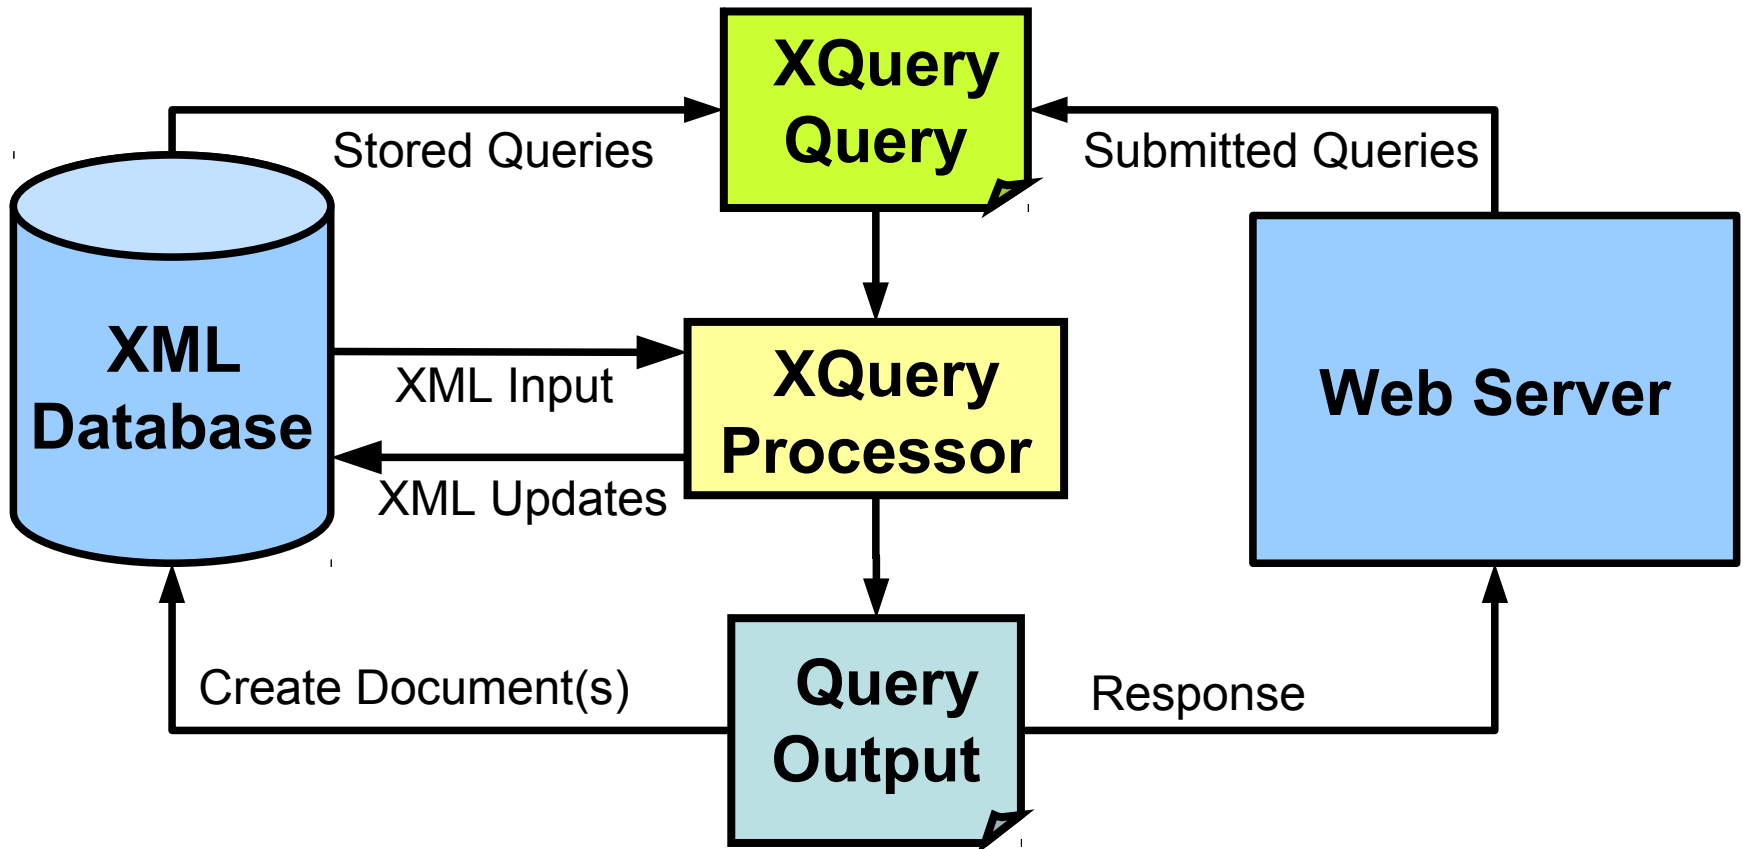 XQuery
Query
Stored Queries
Submitted Queries
XML
Database
XML Input
XML Updates
XQuery
Processor
Web Server
Create Document(s)
Query
Output
Response